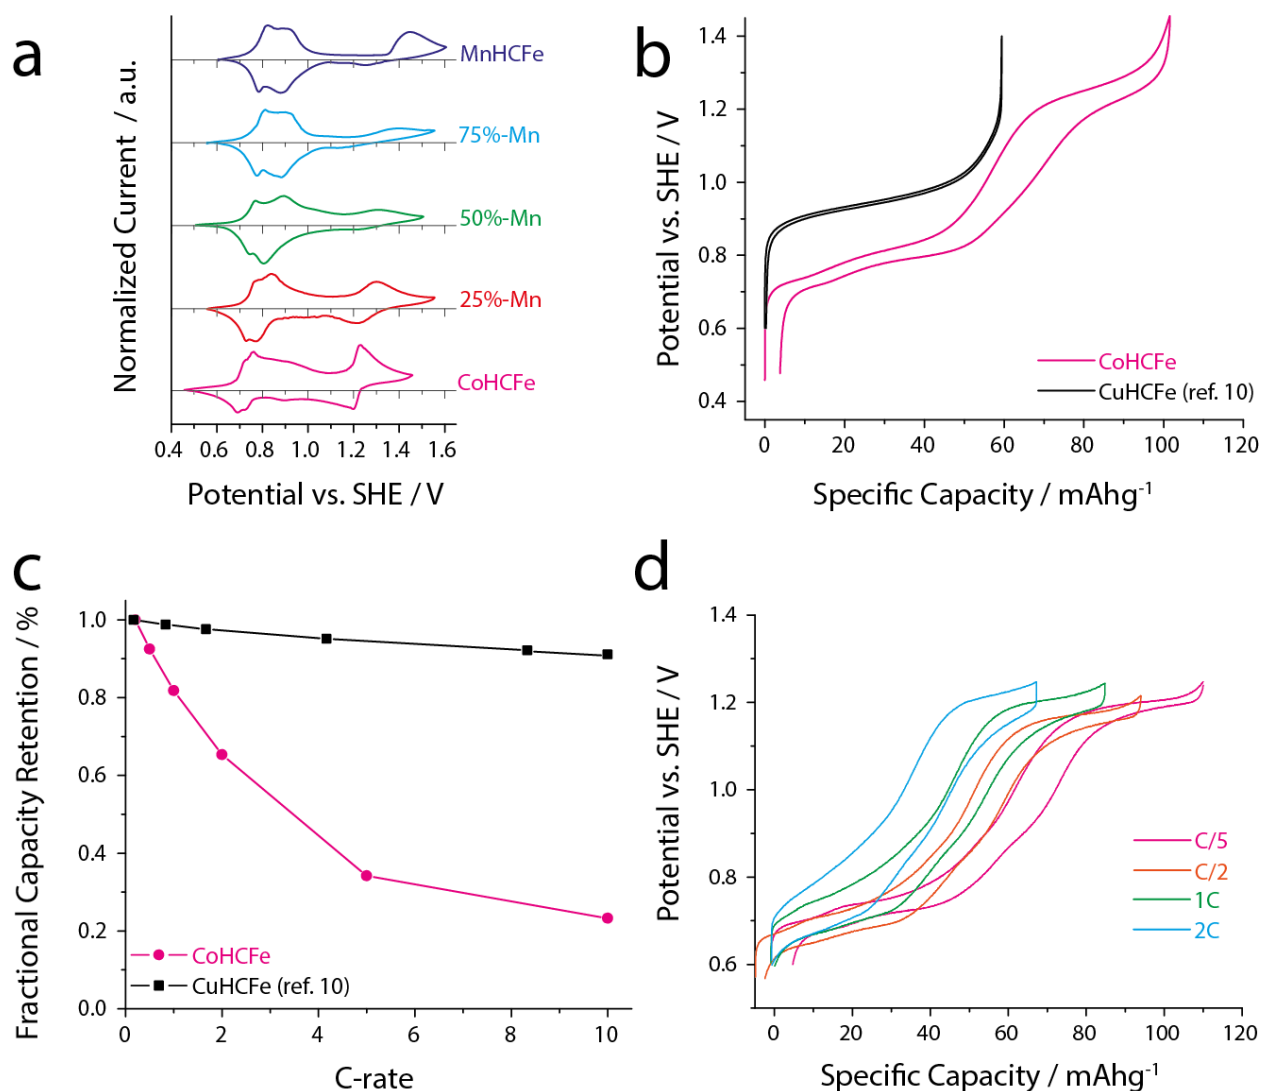 a
Normalized Current / a.u.
MnHCFe
75%-Mn
50%-Mn
25%-Mn
CoHCFe
0.4 0.6 0.8 1.0 1.2 1.4 1.6
Potential vs. SHE / V
b
Potential vs. SHE / V
1.4
1.2
1.0
0.8
0.6
0.4
CoHCFe
CuHCFe (ref. 10)
0 20 40 60 80 100 120
Specific Capacity / mAhg⁻¹
c
Fractional Capacity Retention / %
1.0
0.8
0.6
0.4
0.2
0.0
CoHCFe
CuHCFe (ref. 10)
0 2 4 6 8 10
C-rate
d
Potential vs. SHE / V
1.4
1.2
1.0
0.8
0.6
C/5
C/2
1C
2C
0 20 40 60 80 100 120
Specific Capacity / mAhg⁻¹